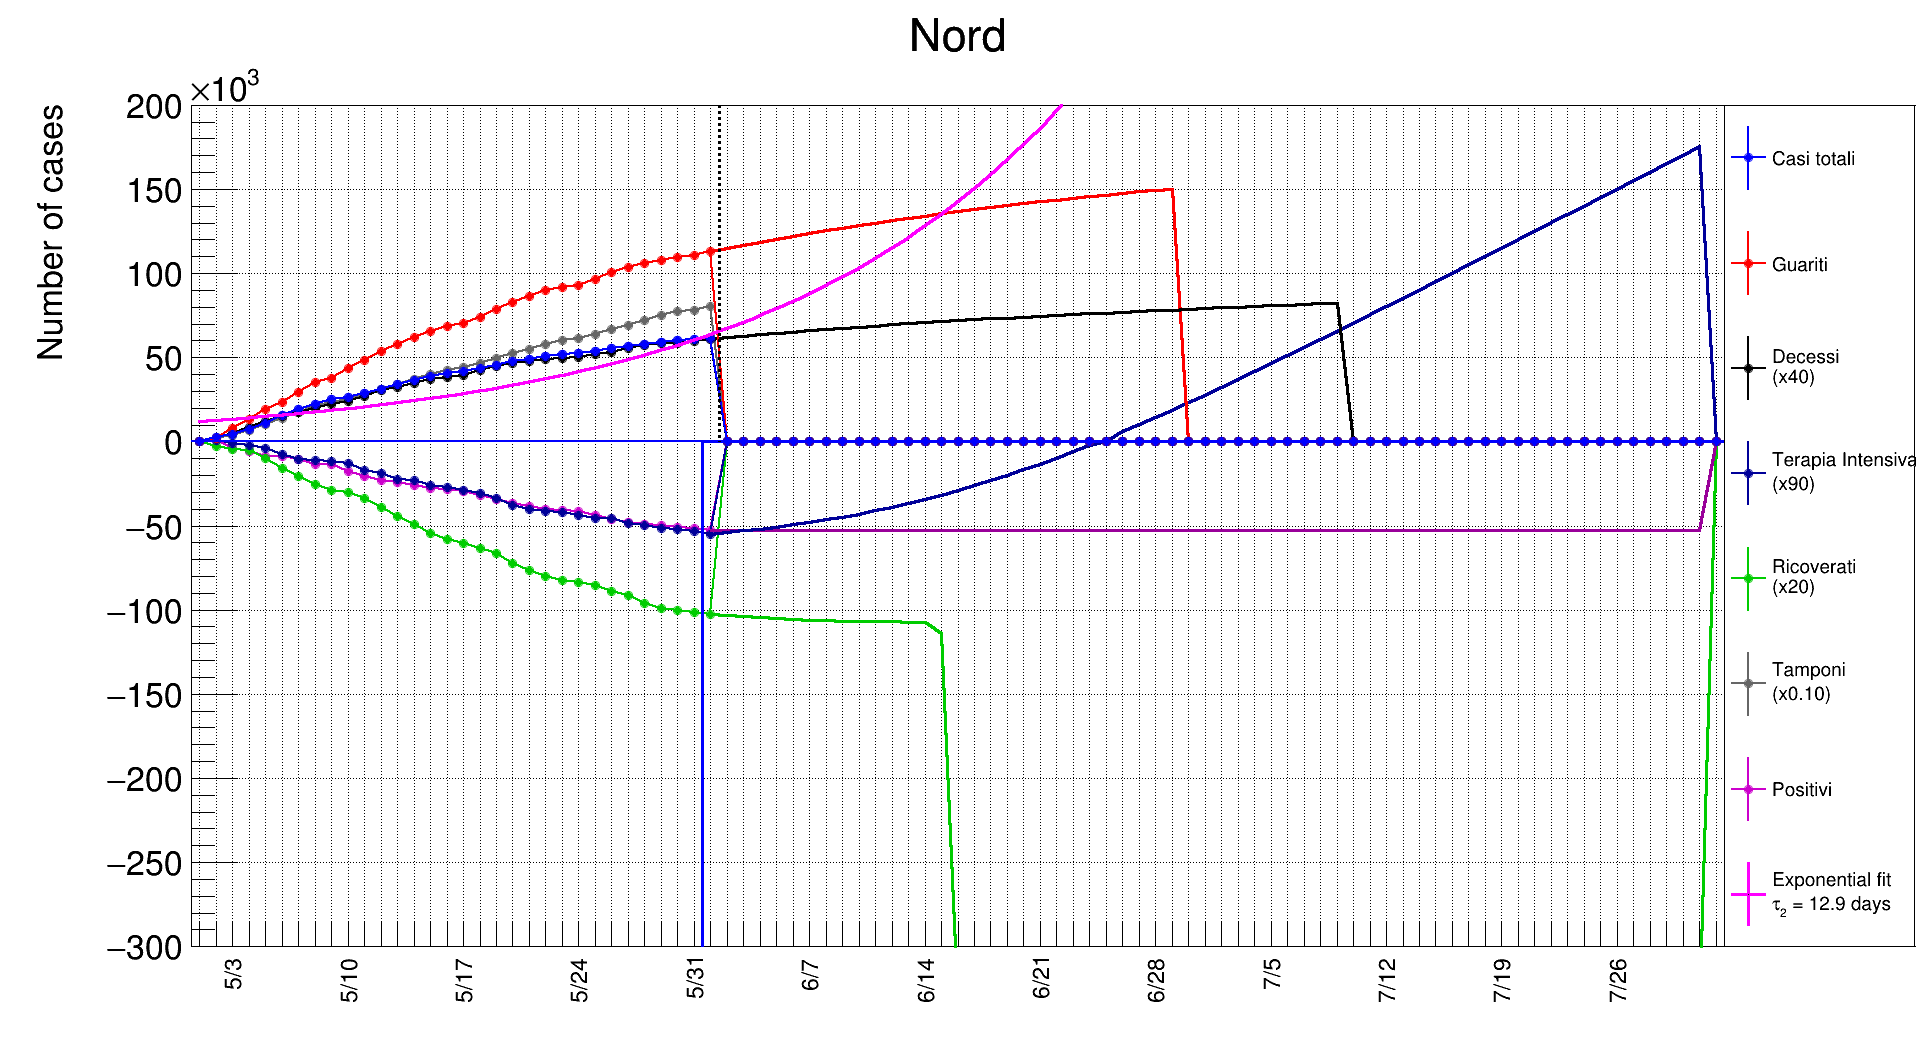 Nord
×10³
Number of cases
200
150
100
50
0
−50
−100
−150
−200
−250
−300
5/3
5/10
5/17
5/24
5/31
6/7
6/14
6/21
6/28
7/5
7/12
7/19
7/26
Casi totali
Guariti
Decessi
(x40)
Terapia Intensiva
(x90)
Ricoverati
(x20)
Tamponi
(x0.10)
Positivi
Exponential fit
τ₂ = 12.9 days